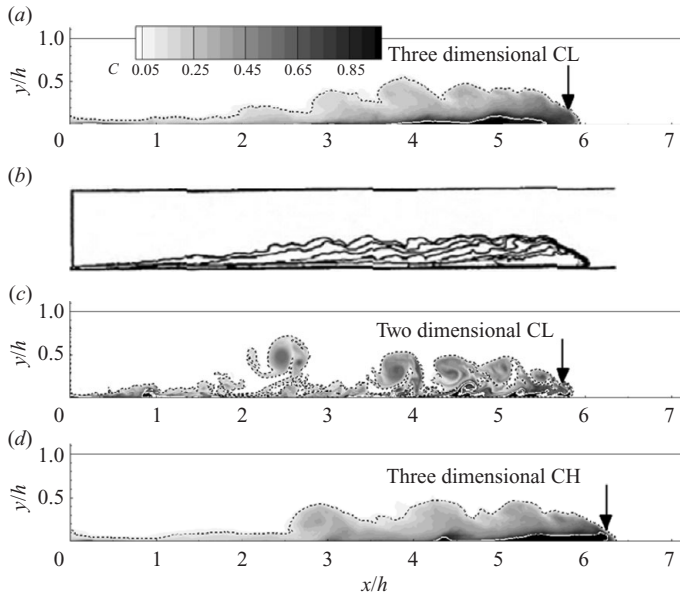 (a)
1.0
y/h
0.5
C 0.05 0.25 0.45 0.65 0.85
Three dimensional CL
0 1 2 3 4 5 6 7
(b)
(c)
1.0
y/h
0.5
Two dimensional CL
0 1 2 3 4 5 6 7
(d)
1.0
y/h
0.5
Three dimensional CH
0 1 2 3 4 5 6 7
x/h